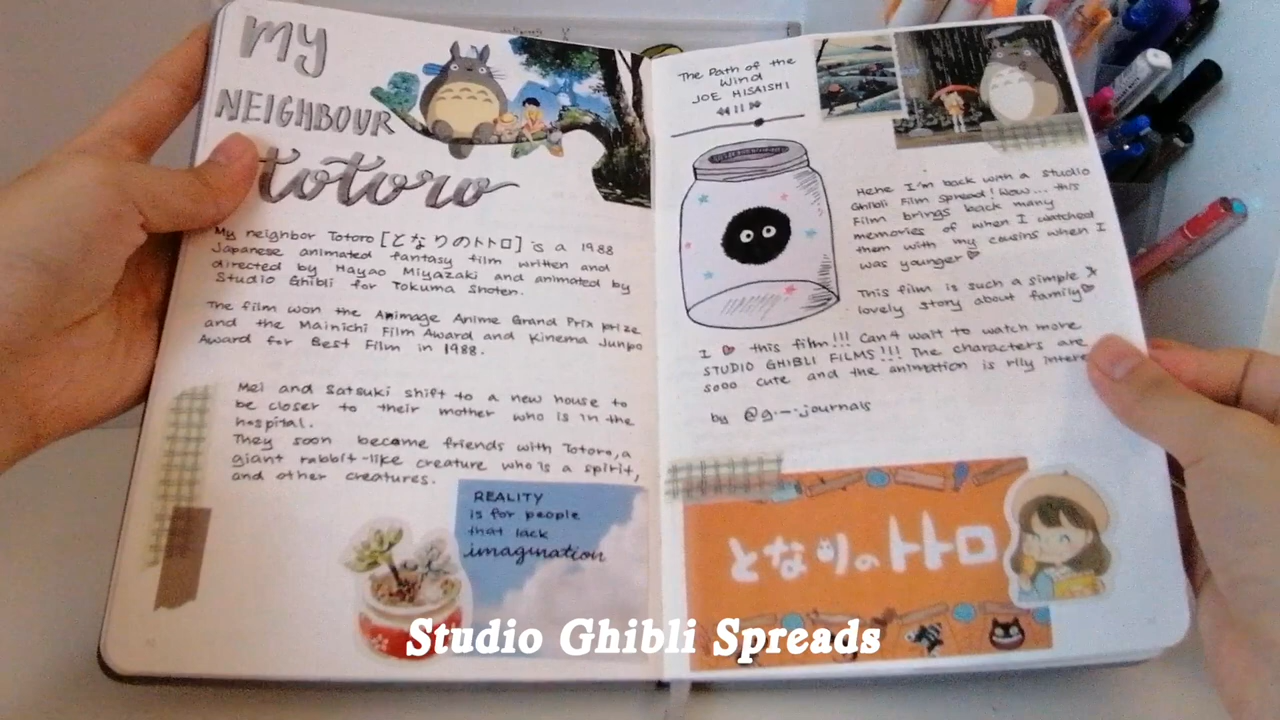 My
NEIGHBOUR
totoro
My neighbor Totoro [となりのトトロ] is a 1988
Japanese animated fantasy film written and
directed by Hayao Miyazaki and animated by
Studio Ghibli for Tokuma Shoten.
The film won the Animage Anime Grand Prix prize
and the Mainichi Film Award and Kinema Junpo
Award for Best Film in 1988.
Mei and Satsuki shift to a new house to
be closer to their mother who is in the
hospital.
They soon became friends with Totoro, a
giant rabbit-like creature who is a spirit,
and other creatures.
REALITY
is for people
that lack
imagination
The Path of the
Wind
JOE HISAISHI
Hehe I'm back with a studio
Ghibli Film spread! Wow... this
film brings back many
memories of when I watched
them with my cousins when I
was younger
This film is such a simple
lovely story about family
I ♡ this film!!! Can't wait to watch more
STUDIO GHIBLI FILMS!!! The characters are
sooo cute and the animation is rlly intere
by @g.—.journals
となりのトトロ
Studio Ghibli Spreads